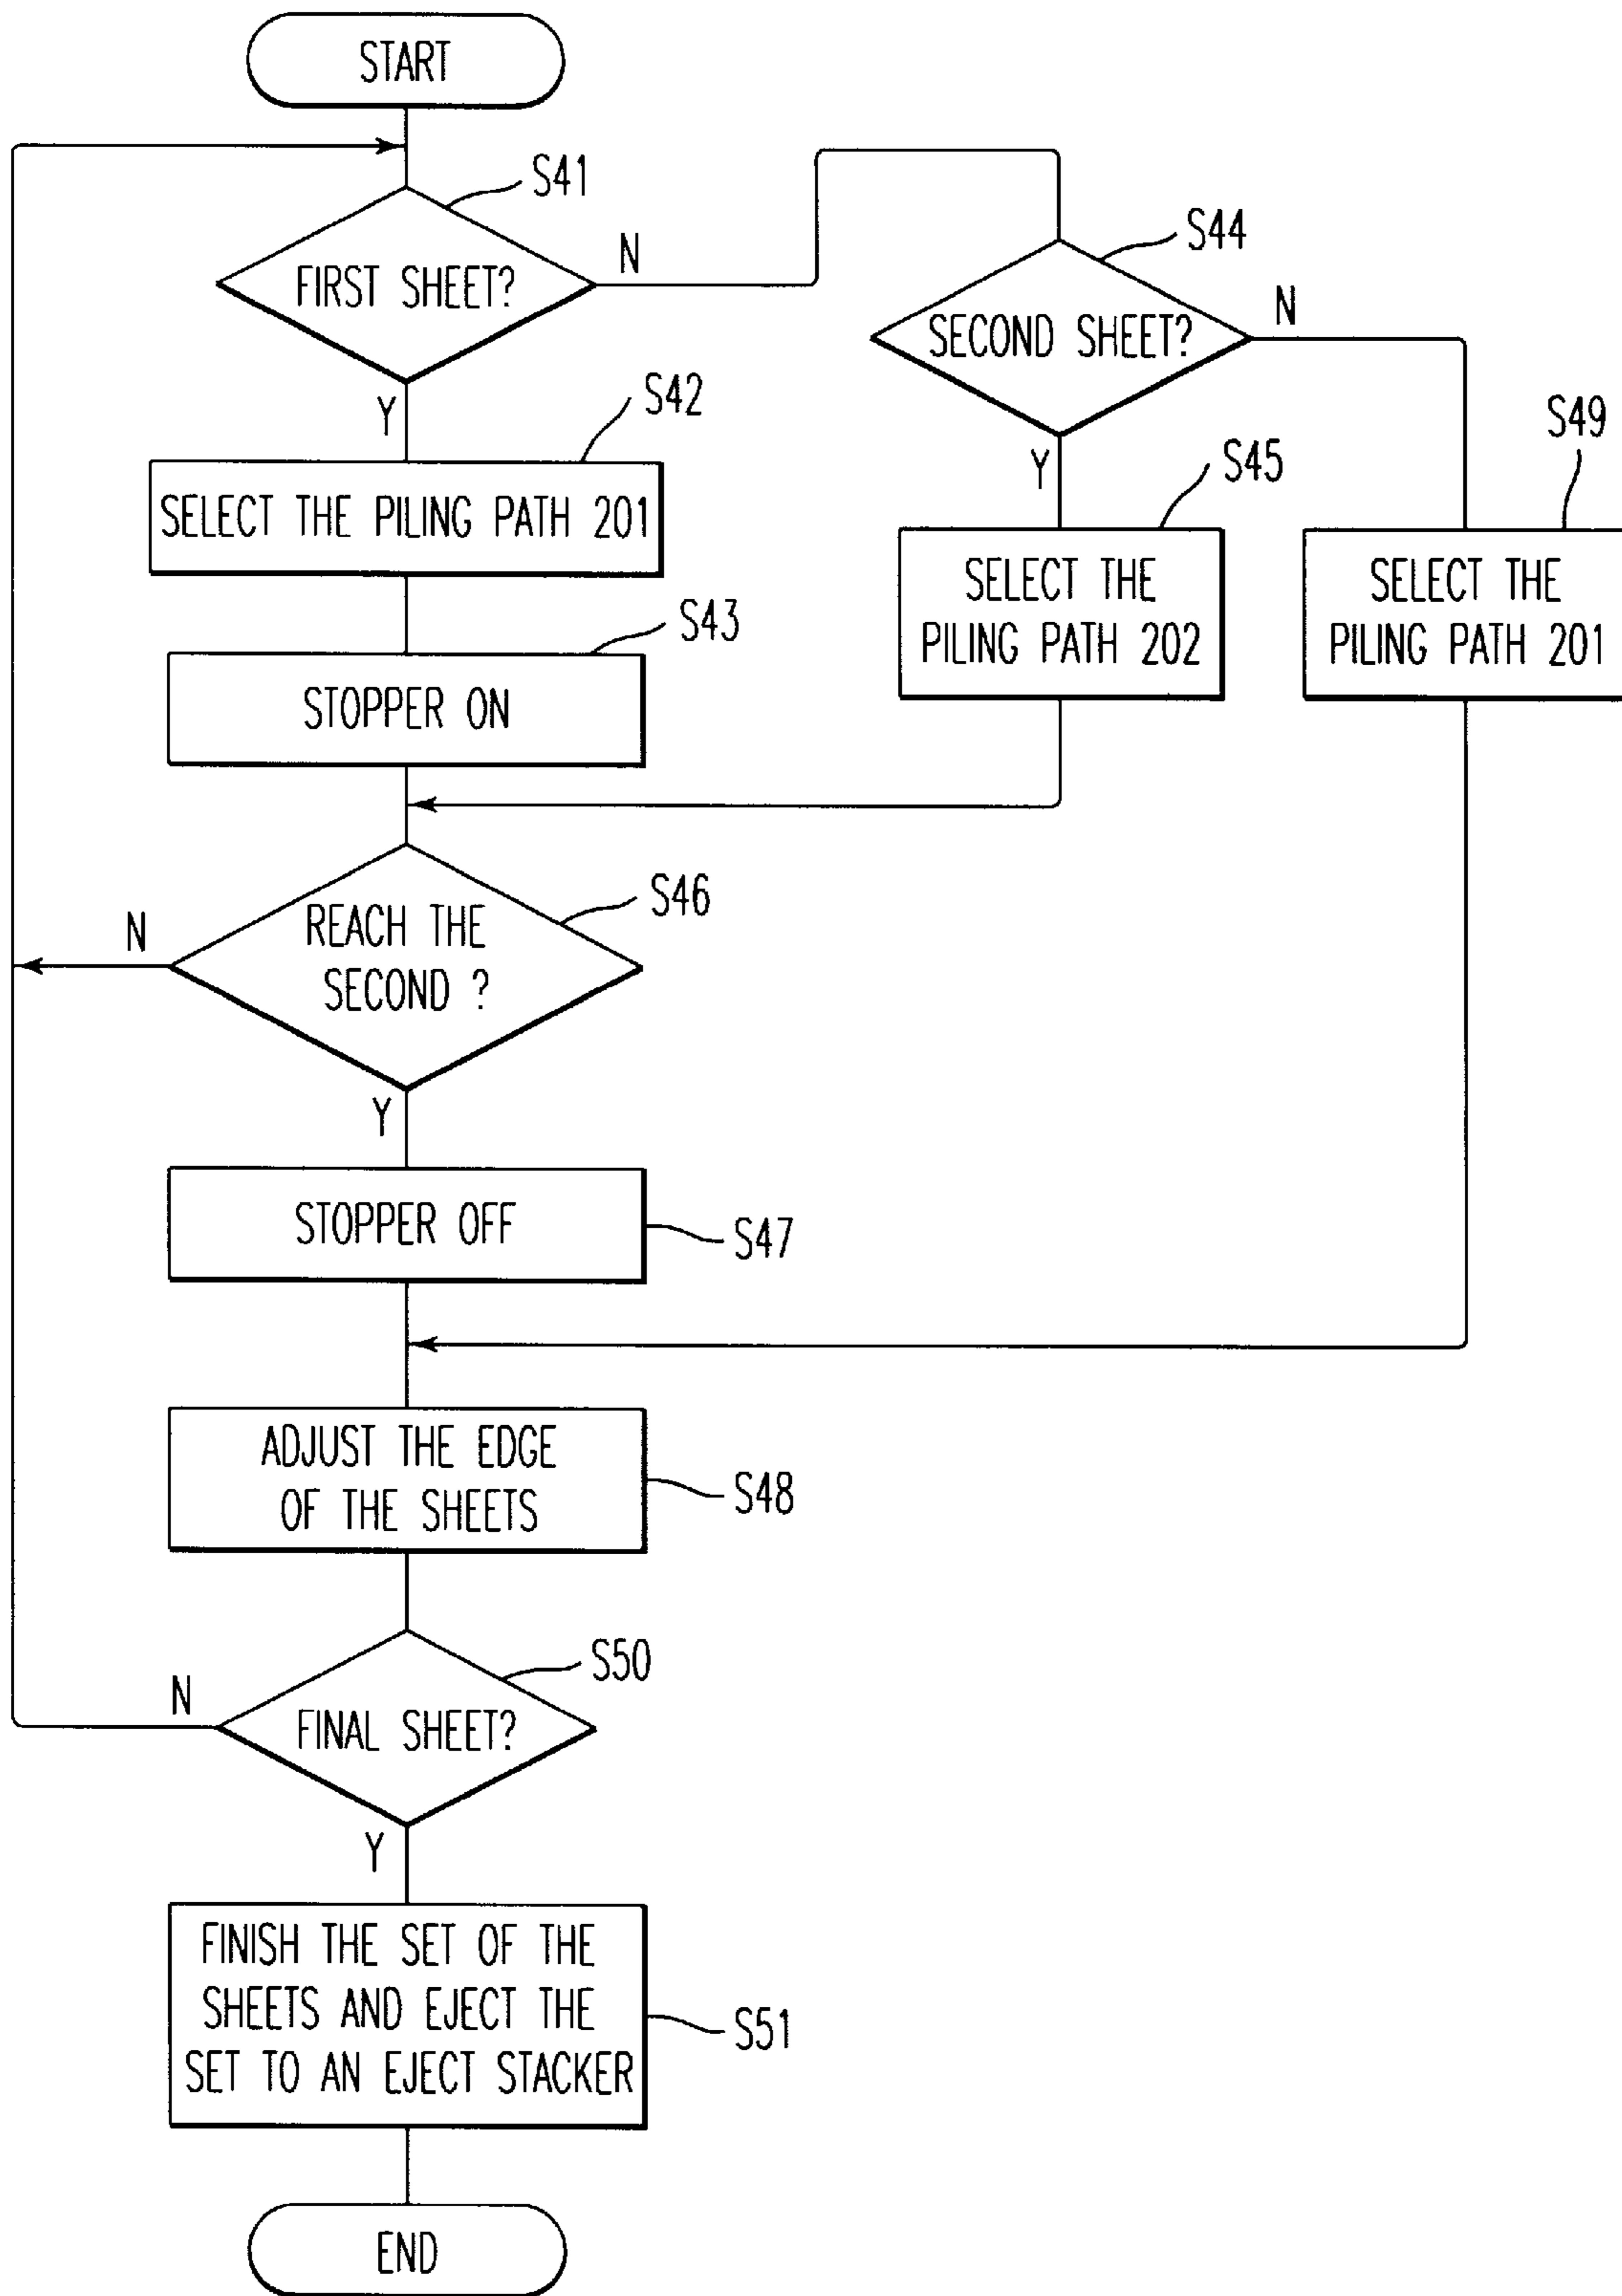 START
S41
FIRST SHEET?
N
Y
S44
SECOND SHEET?
N
Y
S42
SELECT THE PILING PATH 201
S45
SELECT THE
PILING PATH 202
S49
SELECT THE
PILING PATH 201
S43
STOPPER ON
S46
REACH THE
SECOND ?
N
Y
STOPPER OFF
S47
ADJUST THE EDGE
OF THE SHEETS
S48
S50
FINAL SHEET?
N
Y
FINISH THE SET OF THE
SHEETS AND EJECT THE
SET TO AN EJECT STACKER
S51
END